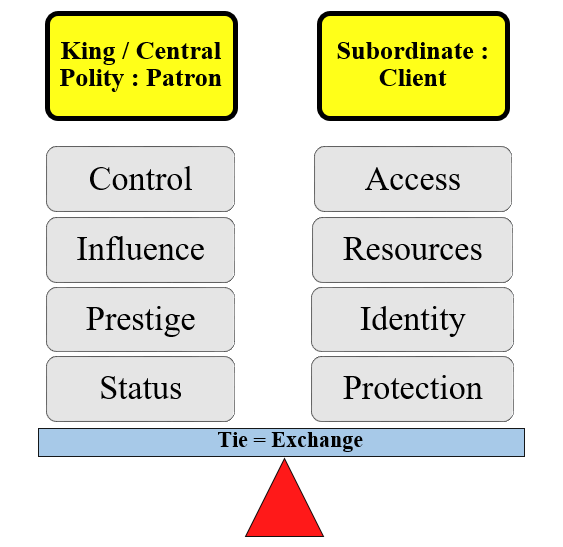 King / Central
Polity : Patron
Subordinate :
Client
Control
Access
Influence
Resources
Prestige
Identity
Status
Protection
Tie = Exchange